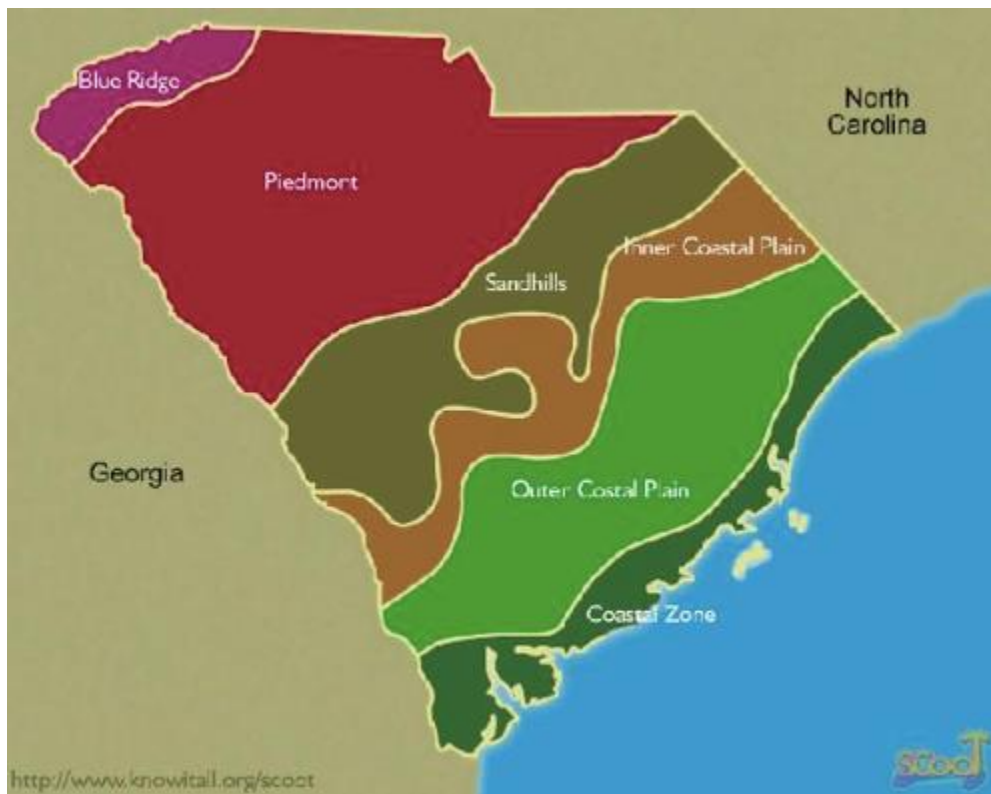 Blue Ridge
North
Carolina
Piedmont
Inner Coastal Plain
Sandhills
Georgia
Outer Costal Plain
Coastal Zone
http://www.knowitall.org/scoot
SCooT